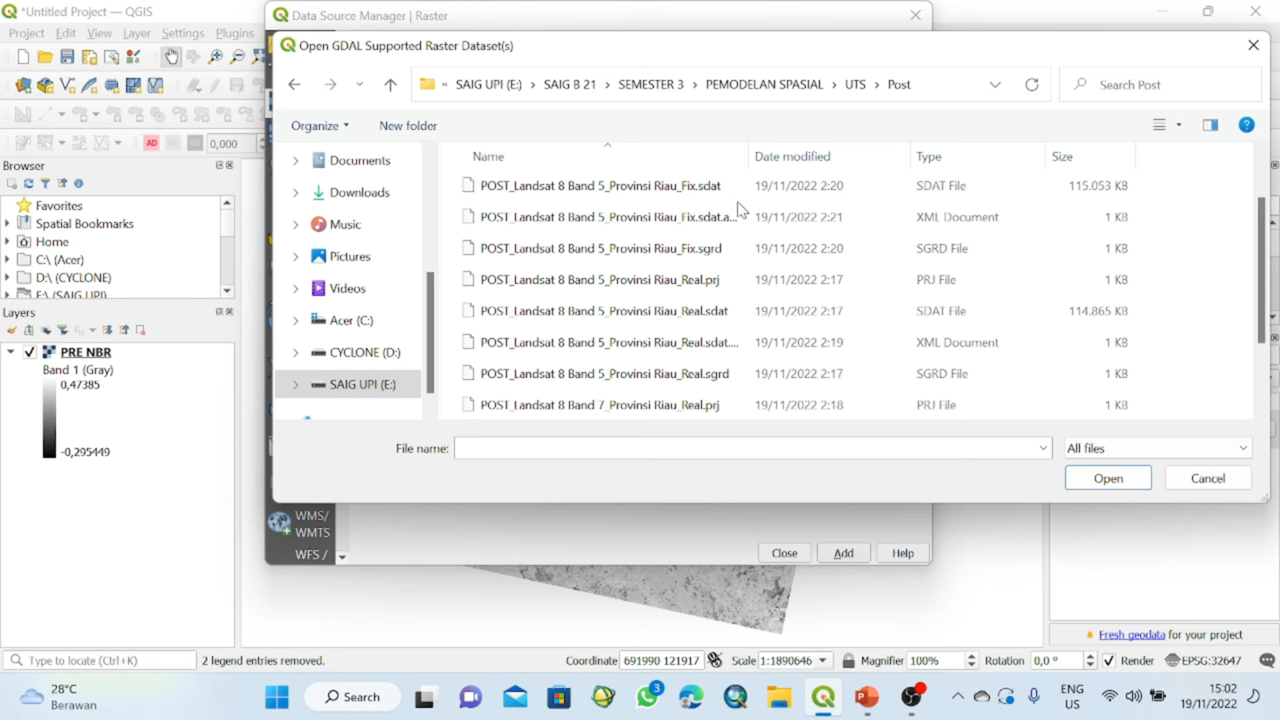 *Untitled Project — QGIS
Project Edit View Layer Settings Plugins
Data Source Manager | Raster
Open GDAL Supported Raster Dataset(s)
« SAIG UPI (E:) › SAIG B 21 › SEMESTER 3 › PEMODELAN SPASIAL › UTS › Post
Search Post
Organize
New folder
AD
0,000
Browser
Favorites
Spatial Bookmarks
Home
C:\ (Acer)
D:\ (CYCLONE)
E:\ (SAIG UPI)
Layers
PRE NBR
Band 1 (Gray)
0,47385
-0,295449
Documents
Downloads
Music
Pictures
Videos
Acer (C:)
CYCLONE (D:)
SAIG UPI (E:)
Name Date modified Type Size
POST_Landsat 8 Band 5_Provinsi Riau_Fix.sdat 19/11/2022 2:20 SDAT File 115.053 KB
POST_Landsat 8 Band 5_Provinsi Riau_Fix.sdat.a... 19/11/2022 2:21 XML Document 1 KB
POST_Landsat 8 Band 5_Provinsi Riau_Fix.sgrd 19/11/2022 2:20 SGRD File 1 KB
POST_Landsat 8 Band 5_Provinsi Riau_Real.prj 19/11/2022 2:17 PRJ File 1 KB
POST_Landsat 8 Band 5_Provinsi Riau_Real.sdat 19/11/2022 2:17 SDAT File 114.865 KB
POST_Landsat 8 Band 5_Provinsi Riau_Real.sdat.... 19/11/2022 2:19 XML Document 1 KB
POST_Landsat 8 Band 5_Provinsi Riau_Real.sgrd 19/11/2022 2:17 SGRD File 1 KB
POST_Landsat 8 Band 7_Provinsi Riau_Real.prj 19/11/2022 2:18 PRJ File 1 KB
File name:
All files
Open Cancel
WMS/
WMTS
WFS /
Close Add Help
Fresh geodata for your project
Type to locate (Ctrl+K) 2 legend entries removed. Coordinate 691990 121917 Scale 1:1890646 Magnifier 100% Rotation 0,0 ° Render EPSG:32647
28°C
Berawan
Search
3
ENG
US
15:02
19/11/2022